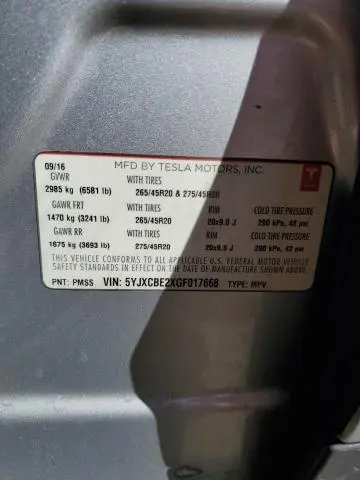 09/16 MFD BY TESLA MOTORS, INC.
GVWR WITH TIRES
2985 kg (6581 lb) 265/45R20 & 275/45R20
GAWR FRT WITH TIRES RIM COLD TIRE PRESSURE
1470 kg (3241 lb) 265/45R20 20x9.0 J 290 kPa, 42 psi
GAWR RR WITH TIRES RIM COLD TIRE PRESSURE
1675 kg (3693 lb) 275/45R20 20x9.5 J 290 kPa, 42 psi
THIS VEHICLE CONFORMS TO ALL APPLICABLE U.S. FEDERAL MOTOR VEHICLE
SAFETY STANDARDS IN EFFECT ON THE DATE OF MANUFACTURE SHOWN ABOVE.
PNT: PMSS VIN: 5YJXCBE2XGF017668 TYPE: MPV